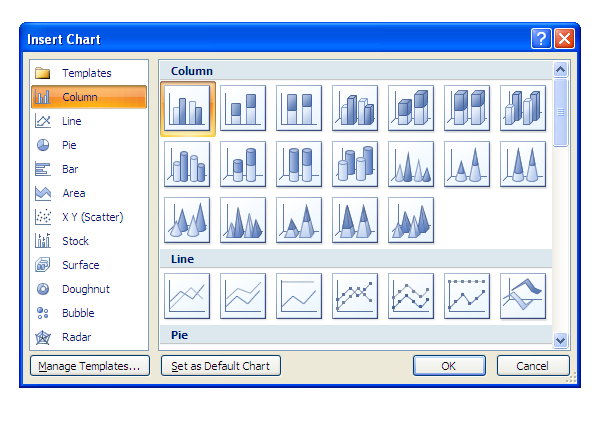 Insert Chart
Templates
Column
Line
Pie
Bar
Area
X Y (Scatter)
Stock
Surface
Doughnut
Bubble
Radar
Column
Line
Pie
Manage Templates...
Set as Default Chart
OK
Cancel